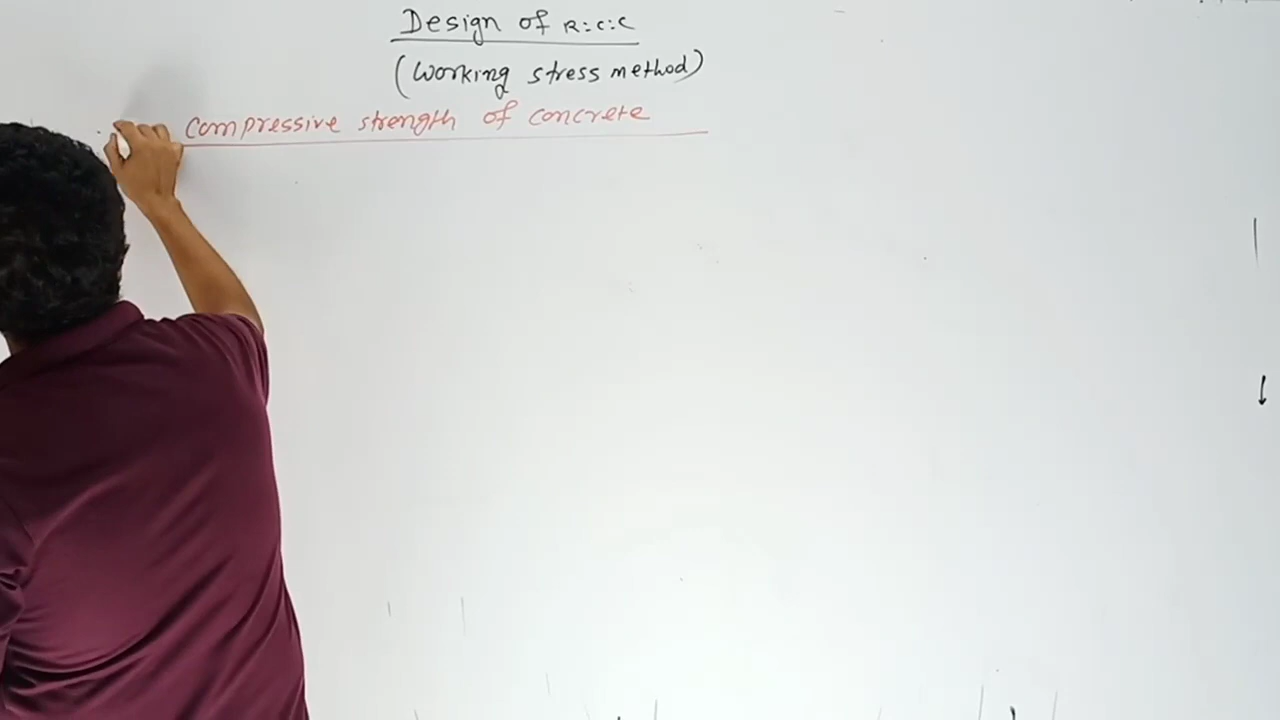 Design of R.C.C
(Working stress method)
Compressive strength of concrete